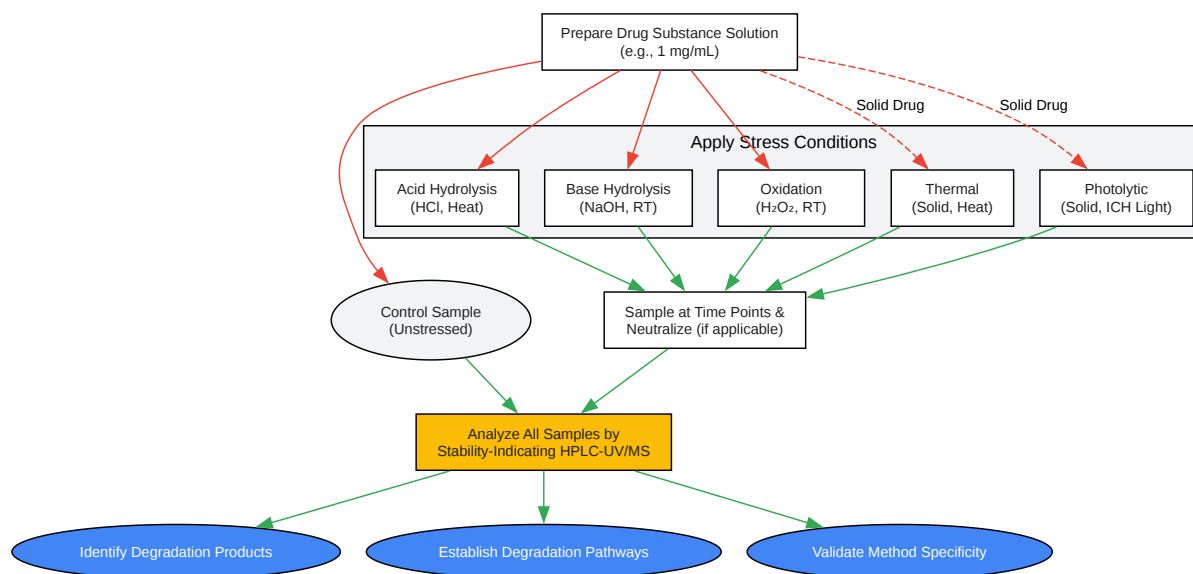 Prepare Drug Substance Solution
(e.g., 1 mg/mL)
Solid Drug
Solid Drug
Apply Stress Conditions
Acid Hydrolysis
(HCl, Heat)
Base Hydrolysis
(NaOH, RT)
Oxidation
(H₂O₂, RT)
Thermal
(Solid, Heat)
Photolytic
(Solid, ICH Light)
Control Sample
(Unstressed)
Sample at Time Points &
Neutralize (if applicable)
Analyze All Samples by
Stability-Indicating HPLC-UV/MS
Identify Degradation Products
Establish Degradation Pathways
Validate Method Specificity